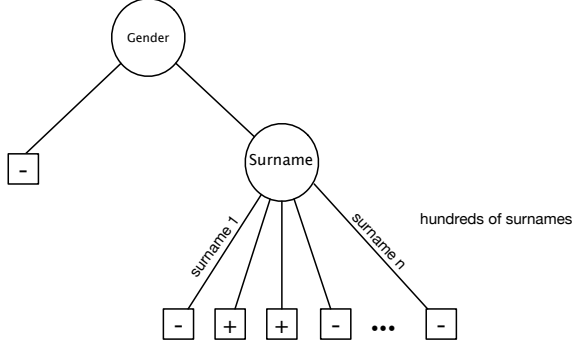 Gender
-
Surname
surname 1
surname n
hundreds of surnames
- + + - ... -